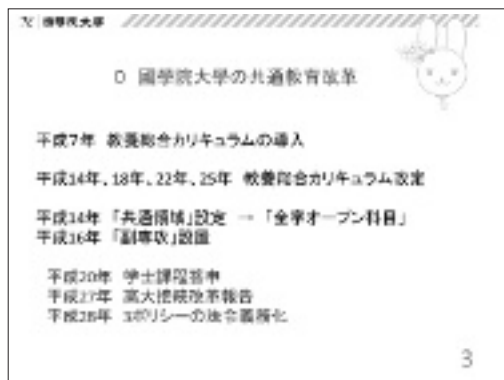 國學院大學
0 國學院大學の共通教育改革
平成7年 教養総合カリキュラムの導入
平成14年、18年、22年、25年 教養総合カリキュラム改定
平成14年 「共通領域」設定 → 「全学オープン科目」
平成16年 「副専攻」設置
平成20年 学士課程答申
平成27年 高大接続改革報告
平成28年 3ポリシーの法令義務化
3